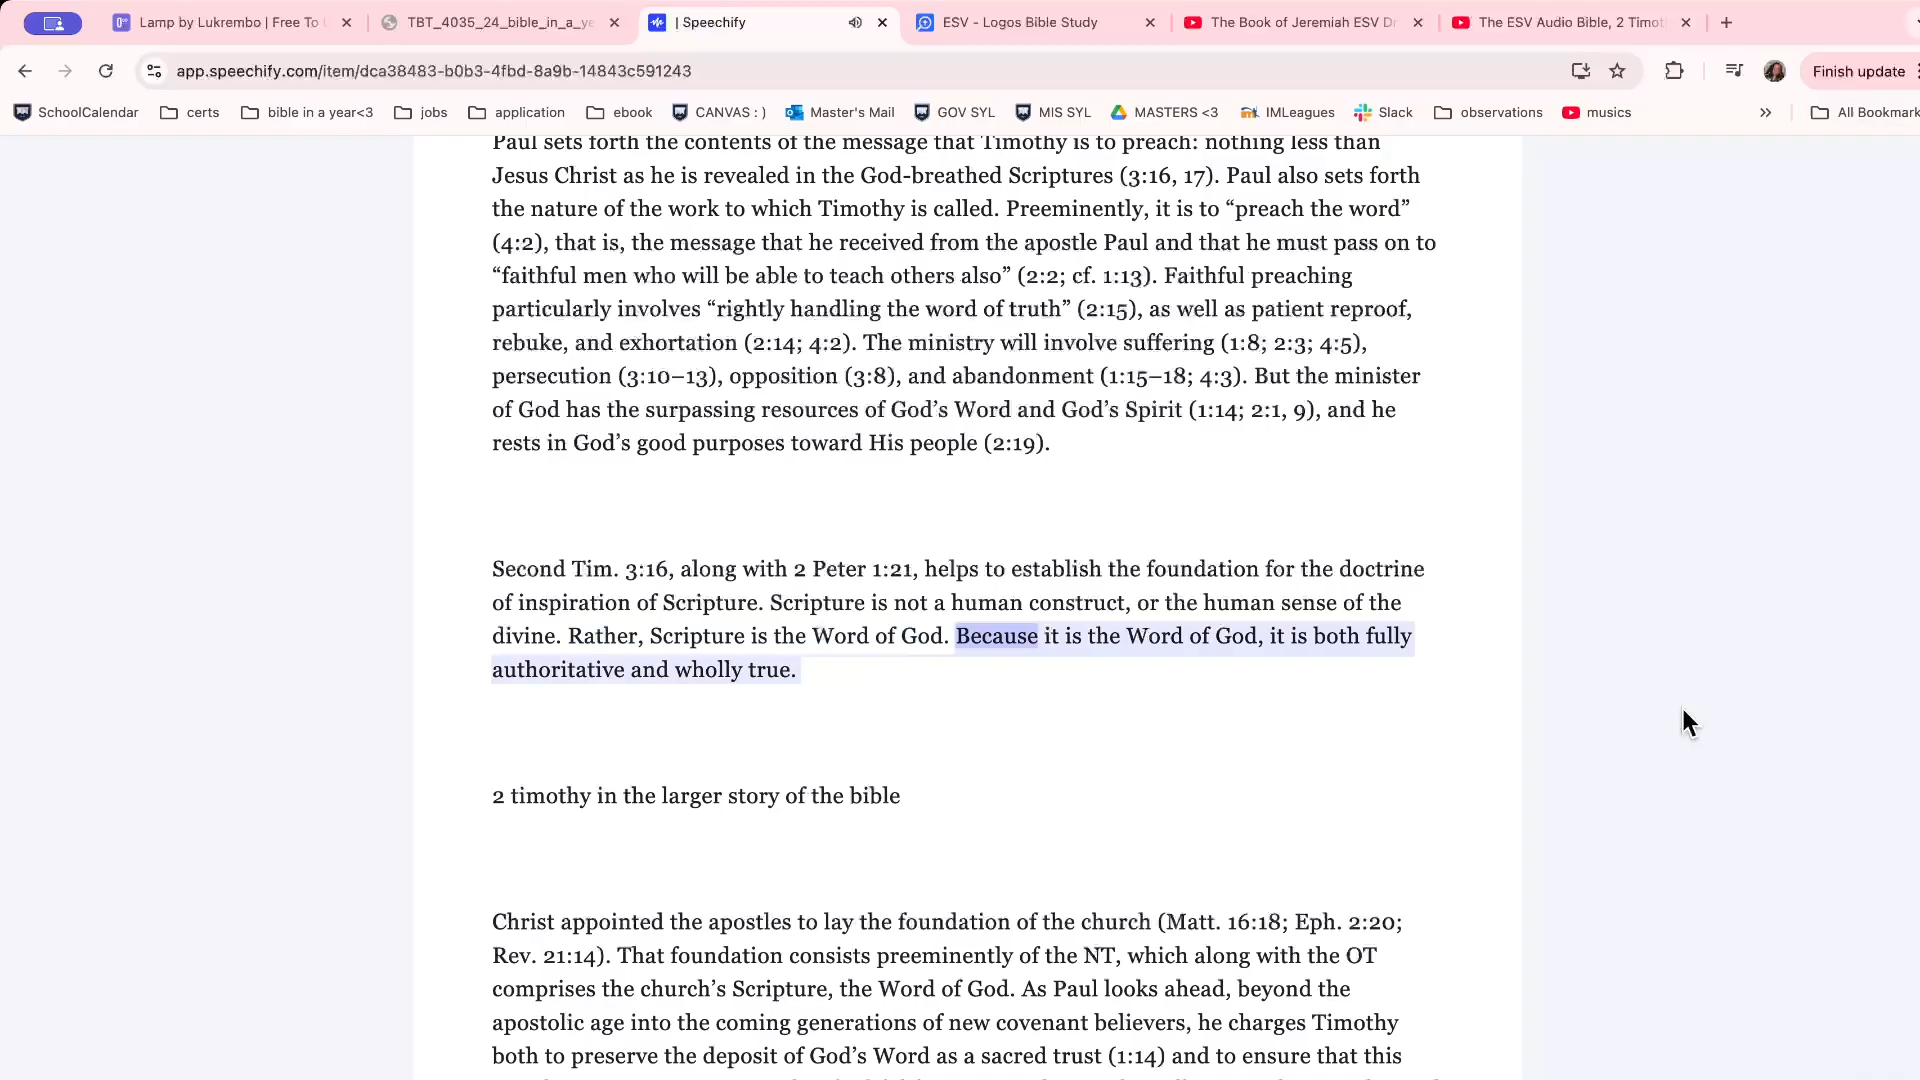 Lamp by Lukrembo | Free To U
TBT_4035_24_bible_in_a_ye
| Speechify
ESV - Logos Bible Study
The Book of Jeremiah ESV Dr
The ESV Audio Bible, 2 Timot
app.speechify.com/item/dca38483-b0b3-4fbd-8a9b-14843c591243
Finish update
SchoolCalendar
certs
bible in a year<3
jobs
application
ebook
CANVAS : )
Master's Mail
GOV SYL
MIS SYL
MASTERS <3
IMLeagues
Slack
observations
musics
All Bookmark
Paul sets forth the contents of the message that Timothy is to preach: nothing less than
Jesus Christ as he is revealed in the God-breathed Scriptures (3:16, 17). Paul also sets forth
the nature of the work to which Timothy is called. Preeminently, it is to “preach the word”
(4:2), that is, the message that he received from the apostle Paul and that he must pass on to
“faithful men who will be able to teach others also” (2:2; cf. 1:13). Faithful preaching
particularly involves “rightly handling the word of truth” (2:15), as well as patient reproof,
rebuke, and exhortation (2:14; 4:2). The ministry will involve suffering (1:8; 2:3; 4:5),
persecution (3:10–13), opposition (3:8), and abandonment (1:15–18; 4:3). But the minister
of God has the surpassing resources of God’s Word and God’s Spirit (1:14; 2:1, 9), and he
rests in God’s good purposes toward His people (2:19).
Second Tim. 3:16, along with 2 Peter 1:21, helps to establish the foundation for the doctrine
of inspiration of Scripture. Scripture is not a human construct, or the human sense of the
divine. Rather, Scripture is the Word of God. Because it is the Word of God, it is both fully
authoritative and wholly true.
2 timothy in the larger story of the bible
Christ appointed the apostles to lay the foundation of the church (Matt. 16:18; Eph. 2:20;
Rev. 21:14). That foundation consists preeminently of the NT, which along with the OT
comprises the church’s Scripture, the Word of God. As Paul looks ahead, beyond the
apostolic age into the coming generations of new covenant believers, he charges Timothy
both to preserve the deposit of God’s Word as a sacred trust (1:14) and to ensure that this